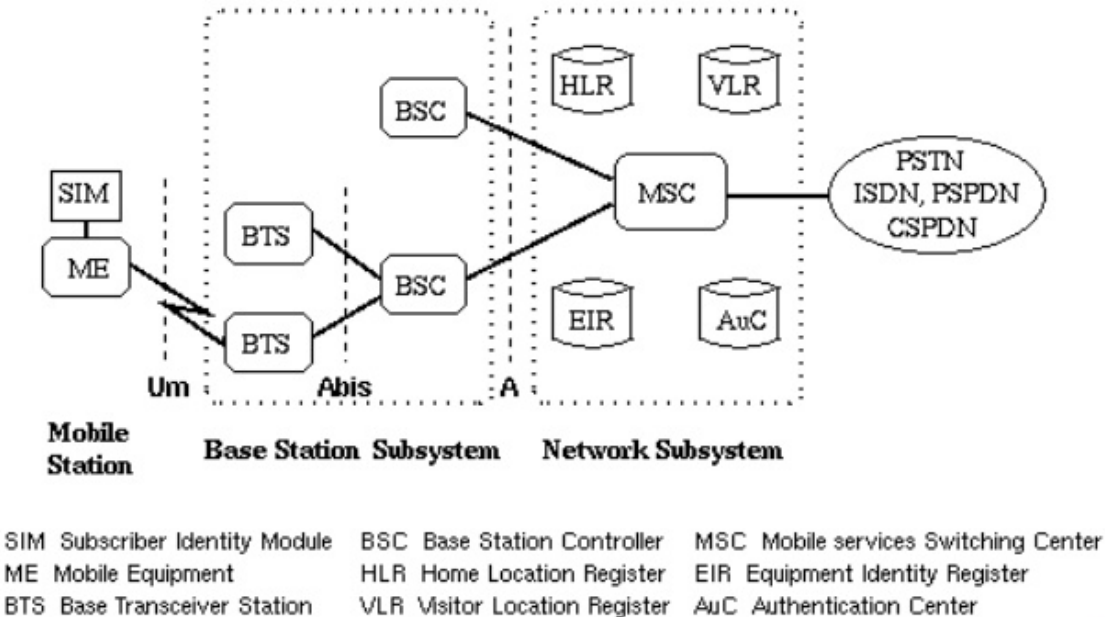 HLR
VLR
BSC
PSTN
ISDN, PSPDN
CSPDN
MSC
SIM
BTS
ME
BSC
EIR
AuC
BTS
Um
Abis
A
Mobile
Station
Base Station Subsystem
Network Subsystem
SIM Subscriber Identity Module
BSC Base Station Controller
MSC Mobile services Switching Center
ME Mobile Equipment
HLR Home Location Register
EIR Equipment Identity Register
BTS Base Transceiver Station
VLR Visitor Location Register
AuC Authentication Center